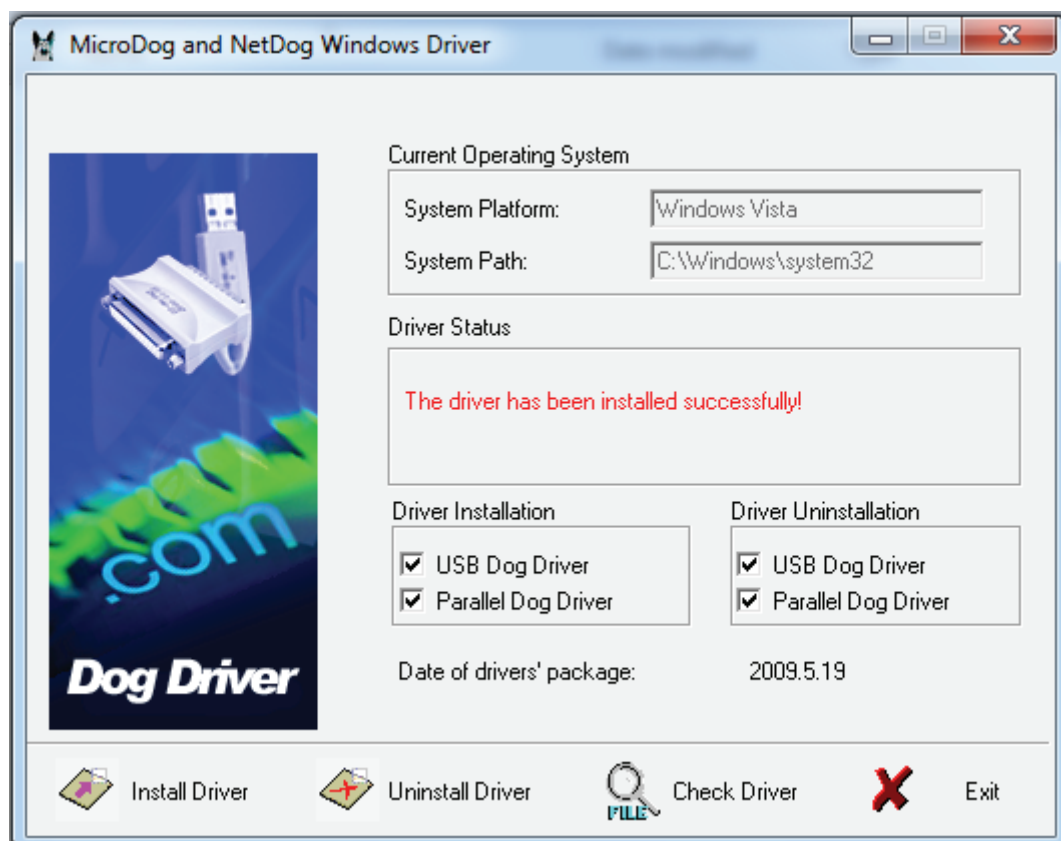 MicroDog and NetDog Windows Driver
Date modified
Current Operating System
System Platform: Windows Vista
System Path: C:\Windows\system32
Driver Status
The driver has been installed successfully!
Driver Installation
Driver Uninstallation
USB Dog Driver
Parallel Dog Driver
USB Dog Driver
Parallel Dog Driver
Date of drivers' package: 2009.5.19
.com
Dog Driver
Install Driver
Uninstall Driver
FILE
Check Driver
Exit